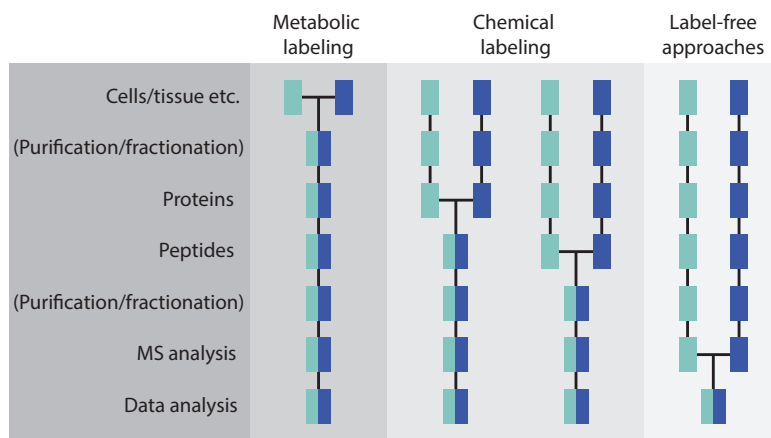 Metabolic
labeling
Chemical
labeling
Label-free
approaches
Cells/tissue etc.
(Purification/fractionation)
Proteins
Peptides
(Purification/fractionation)
MS analysis
Data analysis